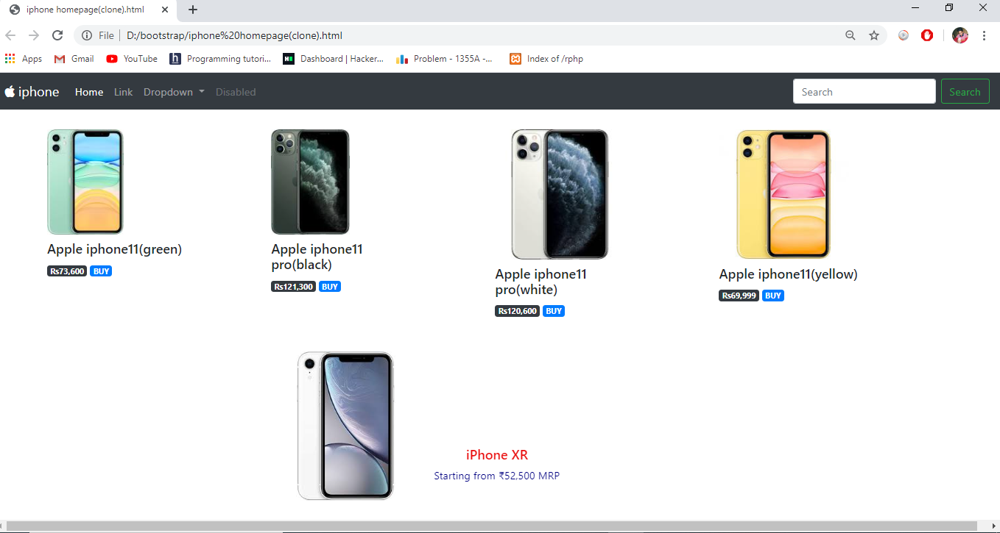 iphone homepage(clone).html
File D:/bootstrap/iphone%20homepage(clone).html
Apps Gmail YouTube Programming tutori... Dashboard | Hacker... Problem - 1355A -... Index of /rphp
iphone Home Link Dropdown Disabled Search Search
Apple iphone11(green)
Rs73,600 BUY
Apple iphone11
pro(black)
Rs121,300 BUY
Apple iphone11
pro(white)
Rs120,600 BUY
Apple iphone11(yellow)
Rs69,999 BUY
iPhone XR
Starting from ₹52,500 MRP